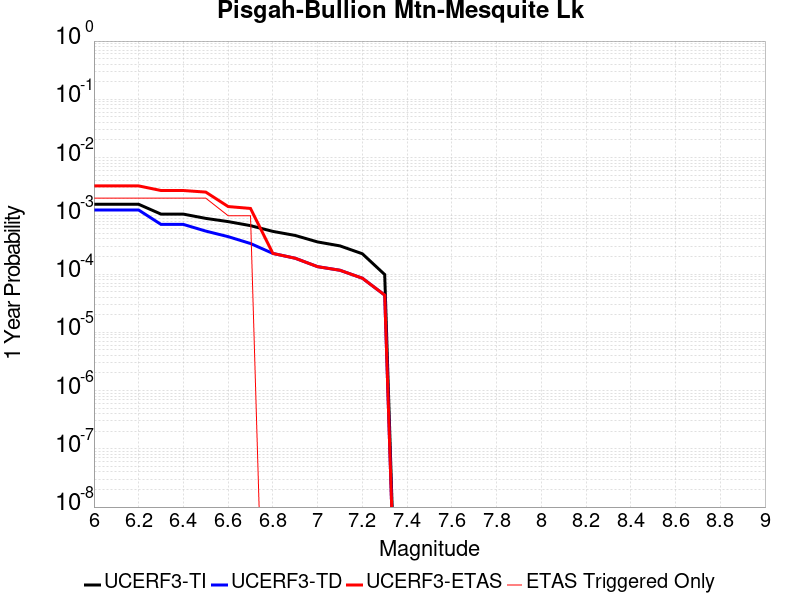 Pisgah-Bullion Mtn-Mesquite Lk
10^0
10^-1
10^-2
10^-3
10^-4
10^-5
10^-6
10^-7
10^-8
1 Year Probability
6 6.2 6.4 6.6 6.8 7 7.2 7.4 7.6 7.8 8 8.2 8.4 8.6 8.8 9
Magnitude
UCERF3-TI UCERF3-TD UCERF3-ETAS ETAS Triggered Only